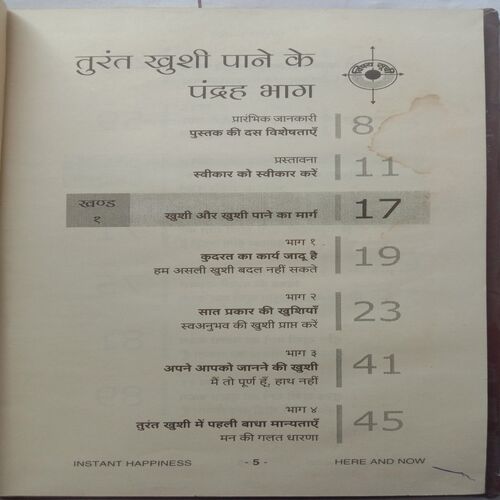 तुरंत खुशी पाने के
पंद्रह भाग
विषय सूची
प्रारंभिक जानकारी
पुस्तक की दस विशेषताएँ
8
प्रस्तावना
स्वीकार को स्वीकार करें
11
खण्ड
१
खुशी और खुशी पाने का मार्ग
17
भाग १
कुदरत का कार्य जादू है
हम असली खुशी बदल नहीं सकते
19
भाग २
सात प्रकार की खुशियाँ
स्वअनुभव की खुशी प्राप्त करें
23
भाग ३
अपने आपको जानने की खुशी
मैं तो पूर्ण हूँ, हाथ नहीं
41
भाग ४
तुरंत खुशी में पहली बाधा मान्यताएँ
मन की गलत धारणा
45
INSTANT HAPPINESS - 5 - HERE AND NOW